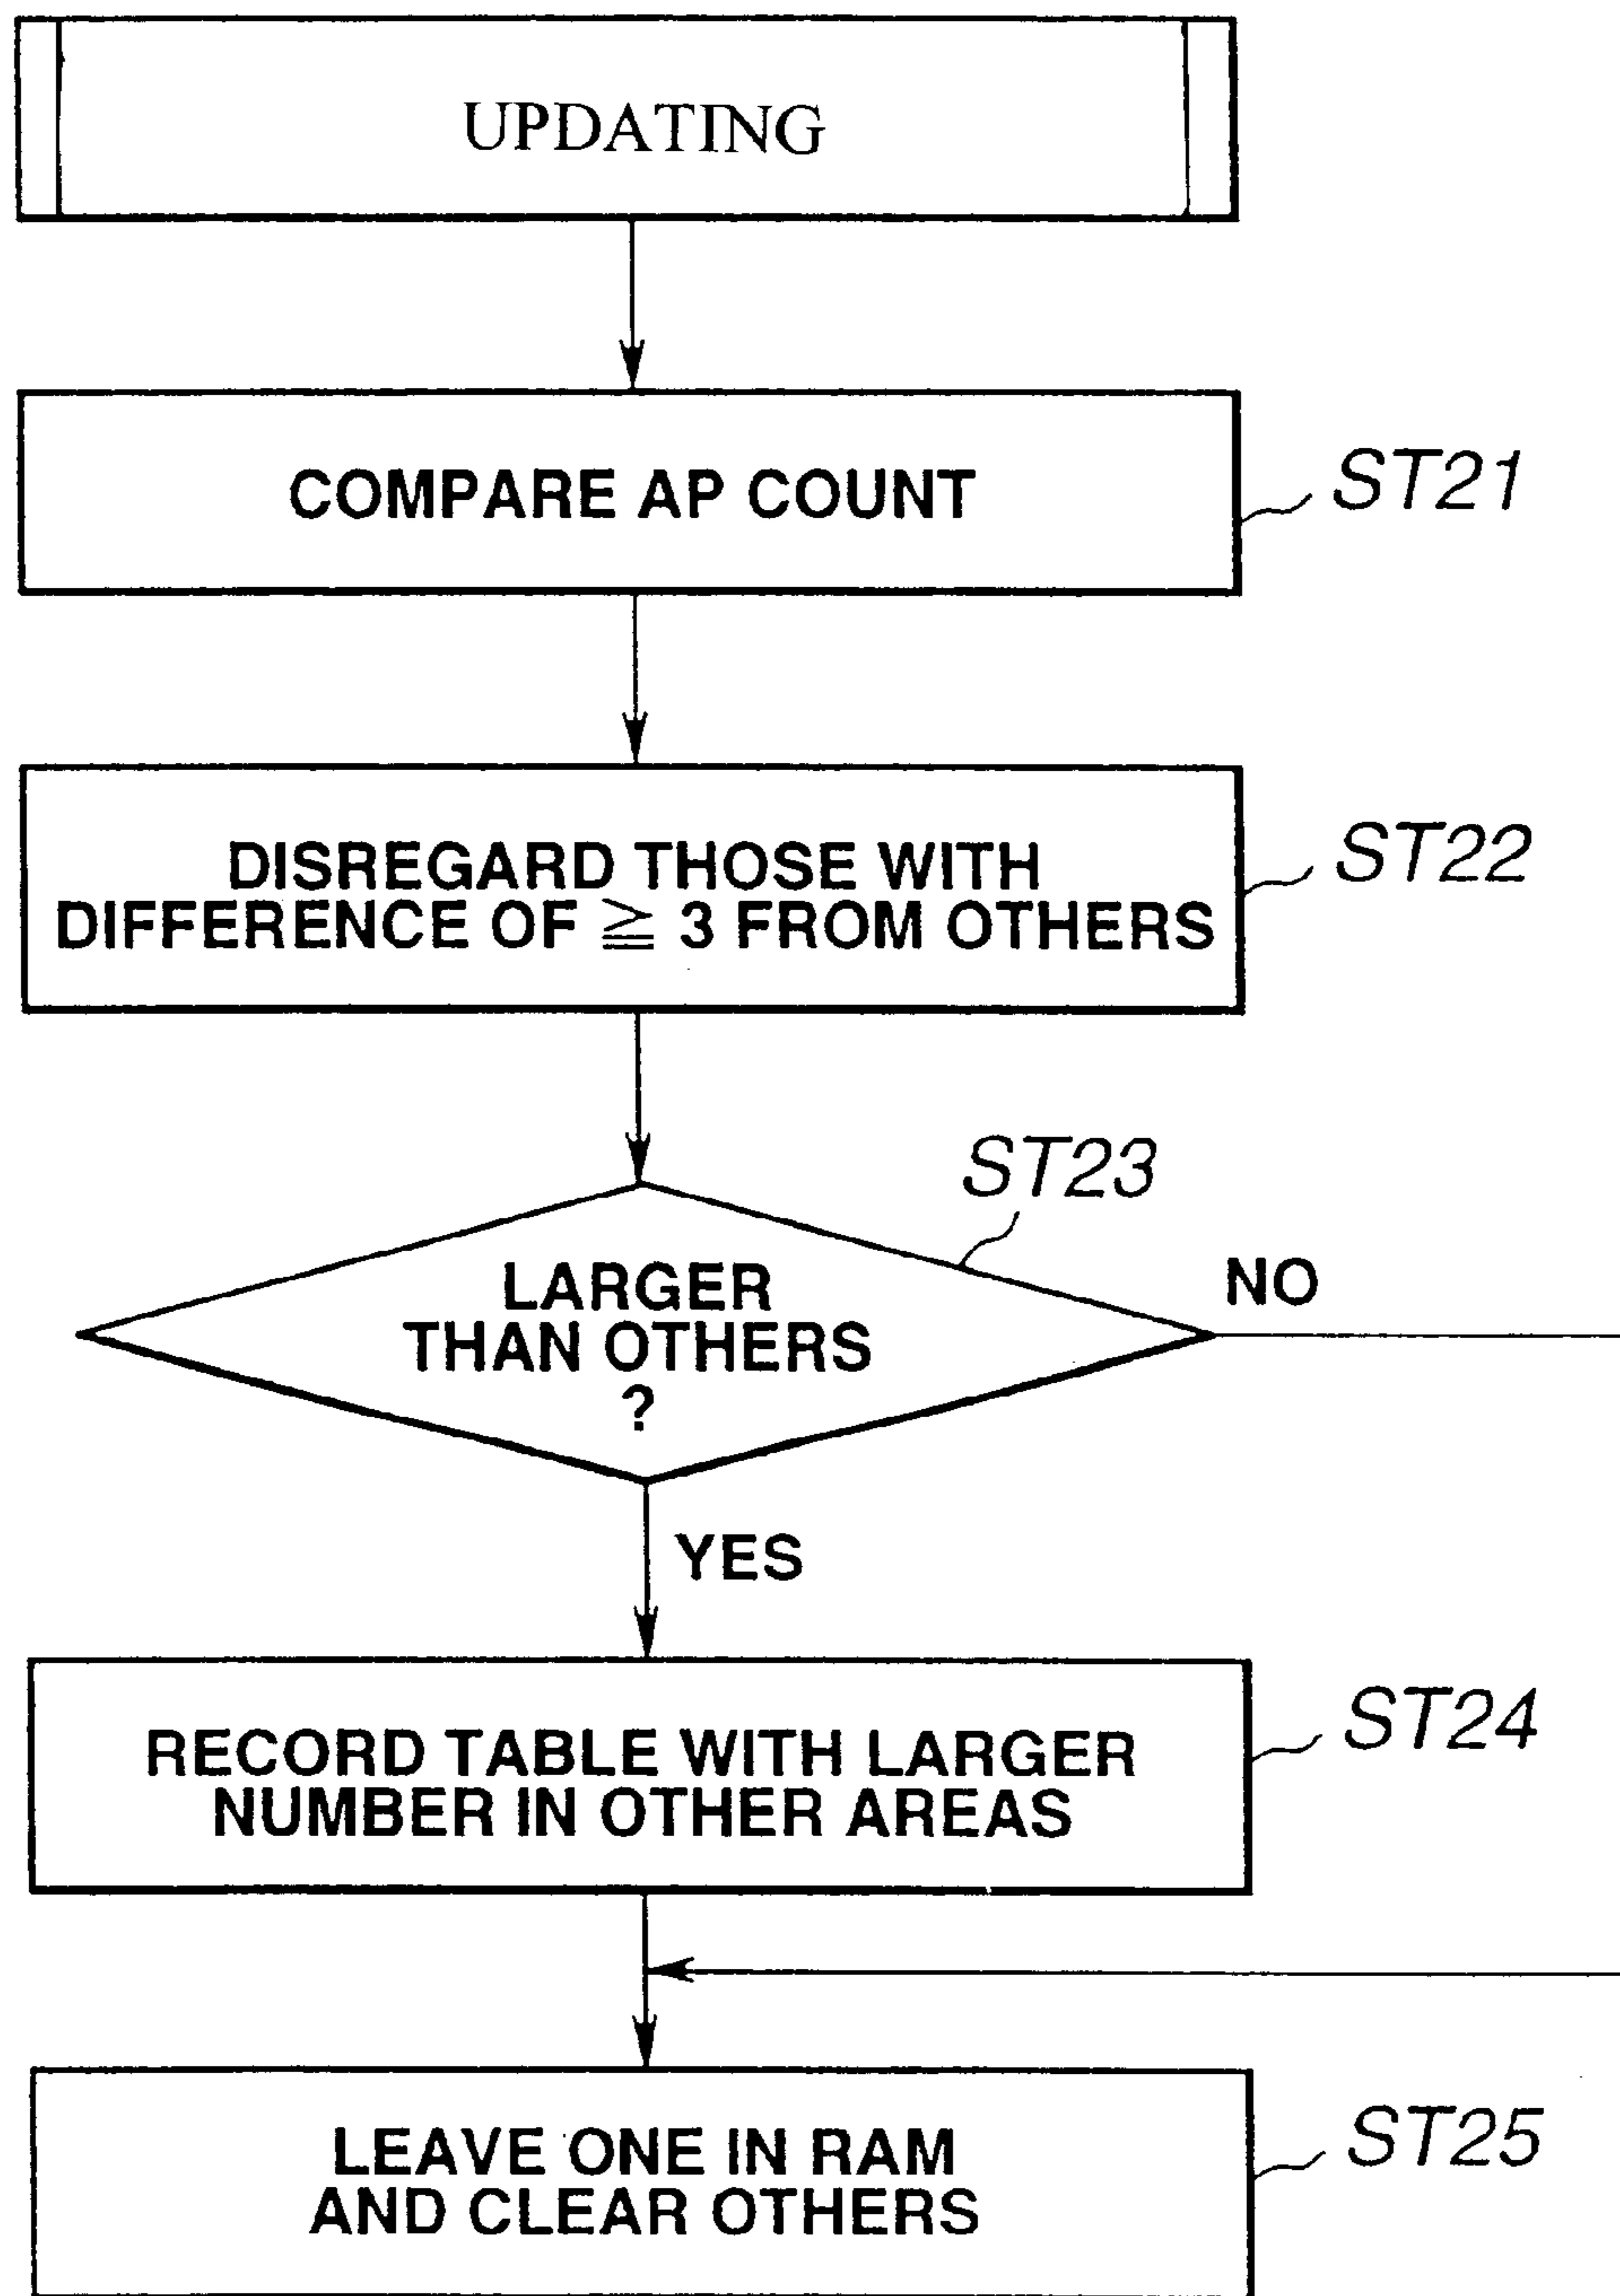 UPDATING
COMPARE AP COUNT
ST21
DISREGARD THOSE WITH
DIFFERENCE OF ≧ 3 FROM OTHERS
ST22
ST23
LARGER
THAN OTHERS
?
NO
YES
RECORD TABLE WITH LARGER
NUMBER IN OTHER AREAS
ST24
LEAVE ONE IN RAM
AND CLEAR OTHERS
ST25